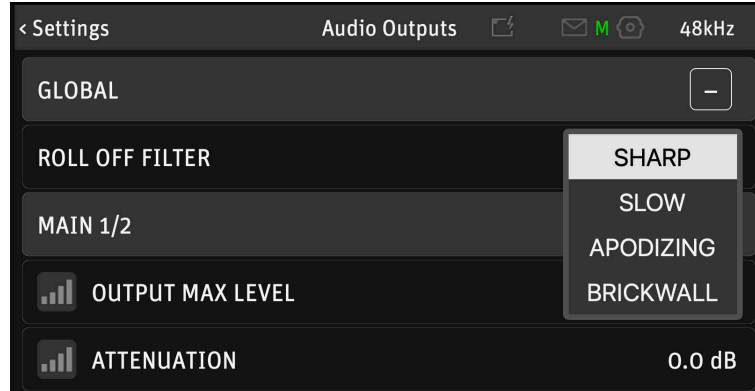 < Settings Audio Outputs M 48kHz
GLOBAL −
ROLL OFF FILTER
SHARP
SLOW
MAIN 1/2
APODIZING
OUTPUT MAX LEVEL
BRICKWALL
ATTENUATION 0.0 dB